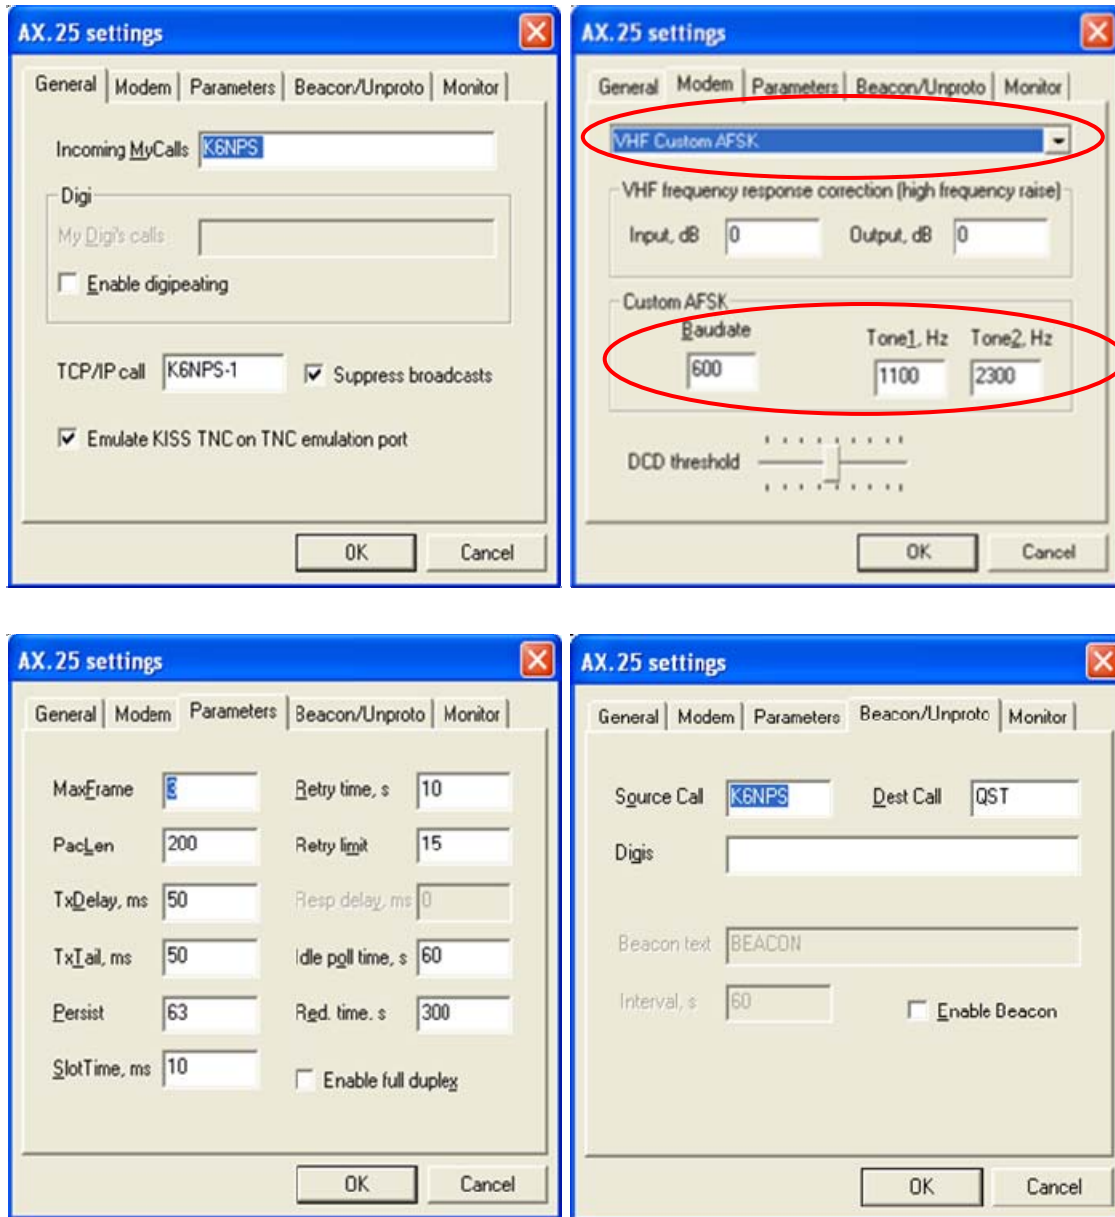 AX.25 settings
General Modem Parameters Beacon/Unproto Monitor
Incoming MyCalls K6NPS
Digi
My Digi's calls
Enable digipeating
TCP/IP call K6NPS-1 Suppress broadcasts
Emulate KISS TNC on TNC emulation port
OK Cancel
AX.25 settings
General Modem Parameters Beacon/Unproto Monitor
VHF Custom AFSK
VHF frequency response correction (high frequency raise)
Input, dB 0 Output, dB 0
Custom AFSK
Baudrate Tone1, Hz Tone2, Hz
600 1100 2300
DCD threshold
OK Cancel
AX.25 settings
General Modem Parameters Beacon/Unproto Monitor
MaxFrame 3 Retry time, s 10
PacLen 200 Retry limit 15
TxDelay, ms 50 Resp delay, ms 0
TxTail, ms 50 Idle poll time, s 60
Persist 63 Red. time. s 300
SlotTime, ms 10 Enable full duplex
OK Cancel
AX.25 settings
General Modem Parameters Beacon/Unproto Monitor
Source Call K6NPS Dest Call QST
Digis
Beacon text BEACON
Interval, s 60 Enable Beacon
OK Cancel